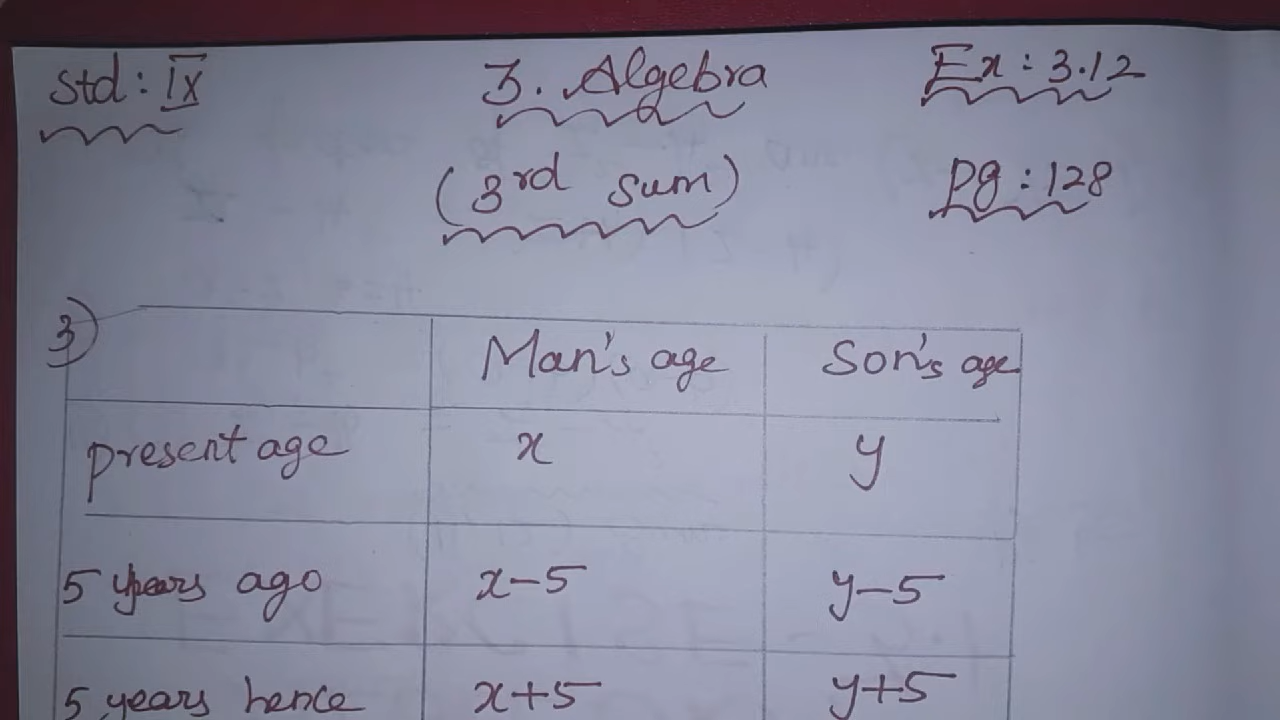 Std: IX 3. Algebra Ex: 3.12
(3rd sum) pg: 128
3)
Man's age Son's age
present age x y
5 years ago x-5 y-5
5 years hence x+5 y+5